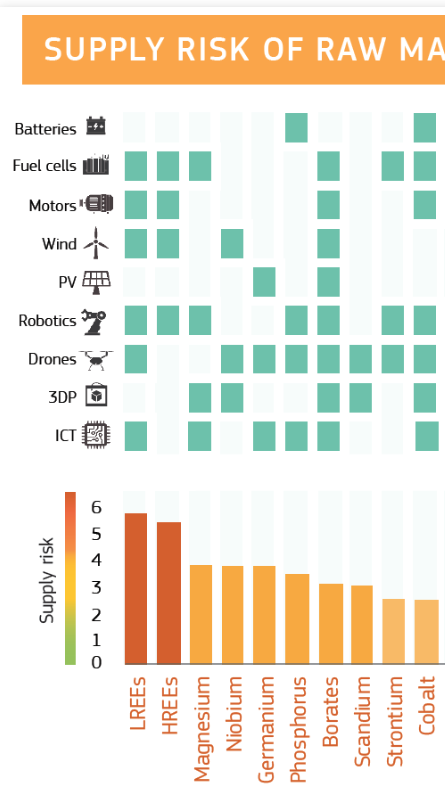 SUPPLY RISK OF RAW MA
Batteries
Fuel cells
Motors
Wind
PV
Robotics
Drones
3DP
ICT
Supply risk
6
5
4
3
2
1
0
LREEs
HREEs
Magnesium
Niobium
Germanium
Phosphorus
Borates
Scandium
Strontium
Cobalt